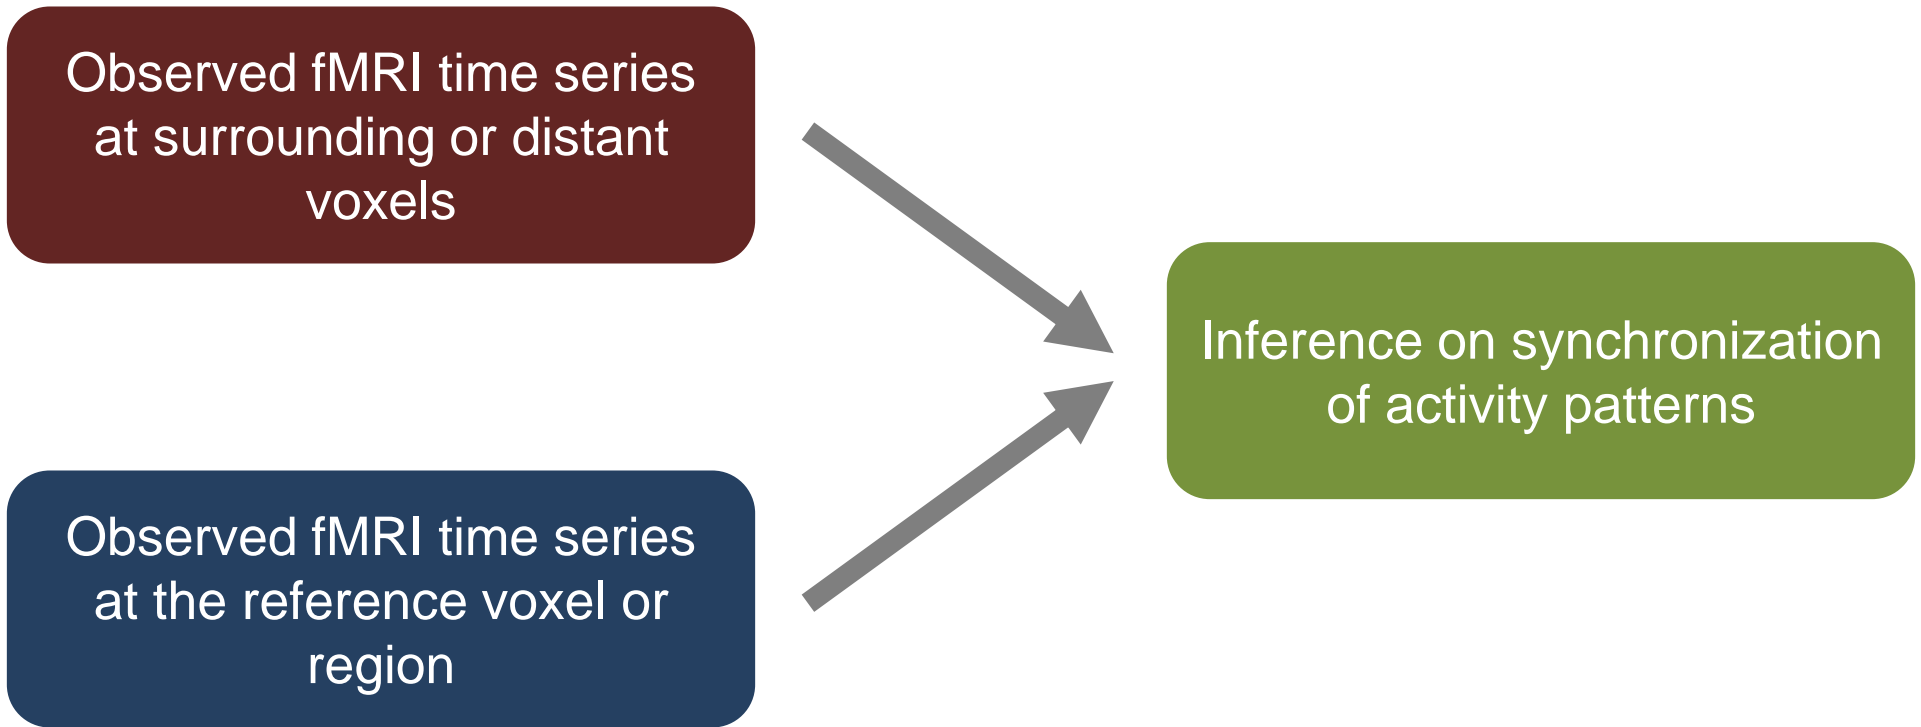 Observed fMRI time series
at surrounding or distant
voxels
Inference on synchronization
of activity patterns
Observed fMRI time series
at the reference voxel or
region